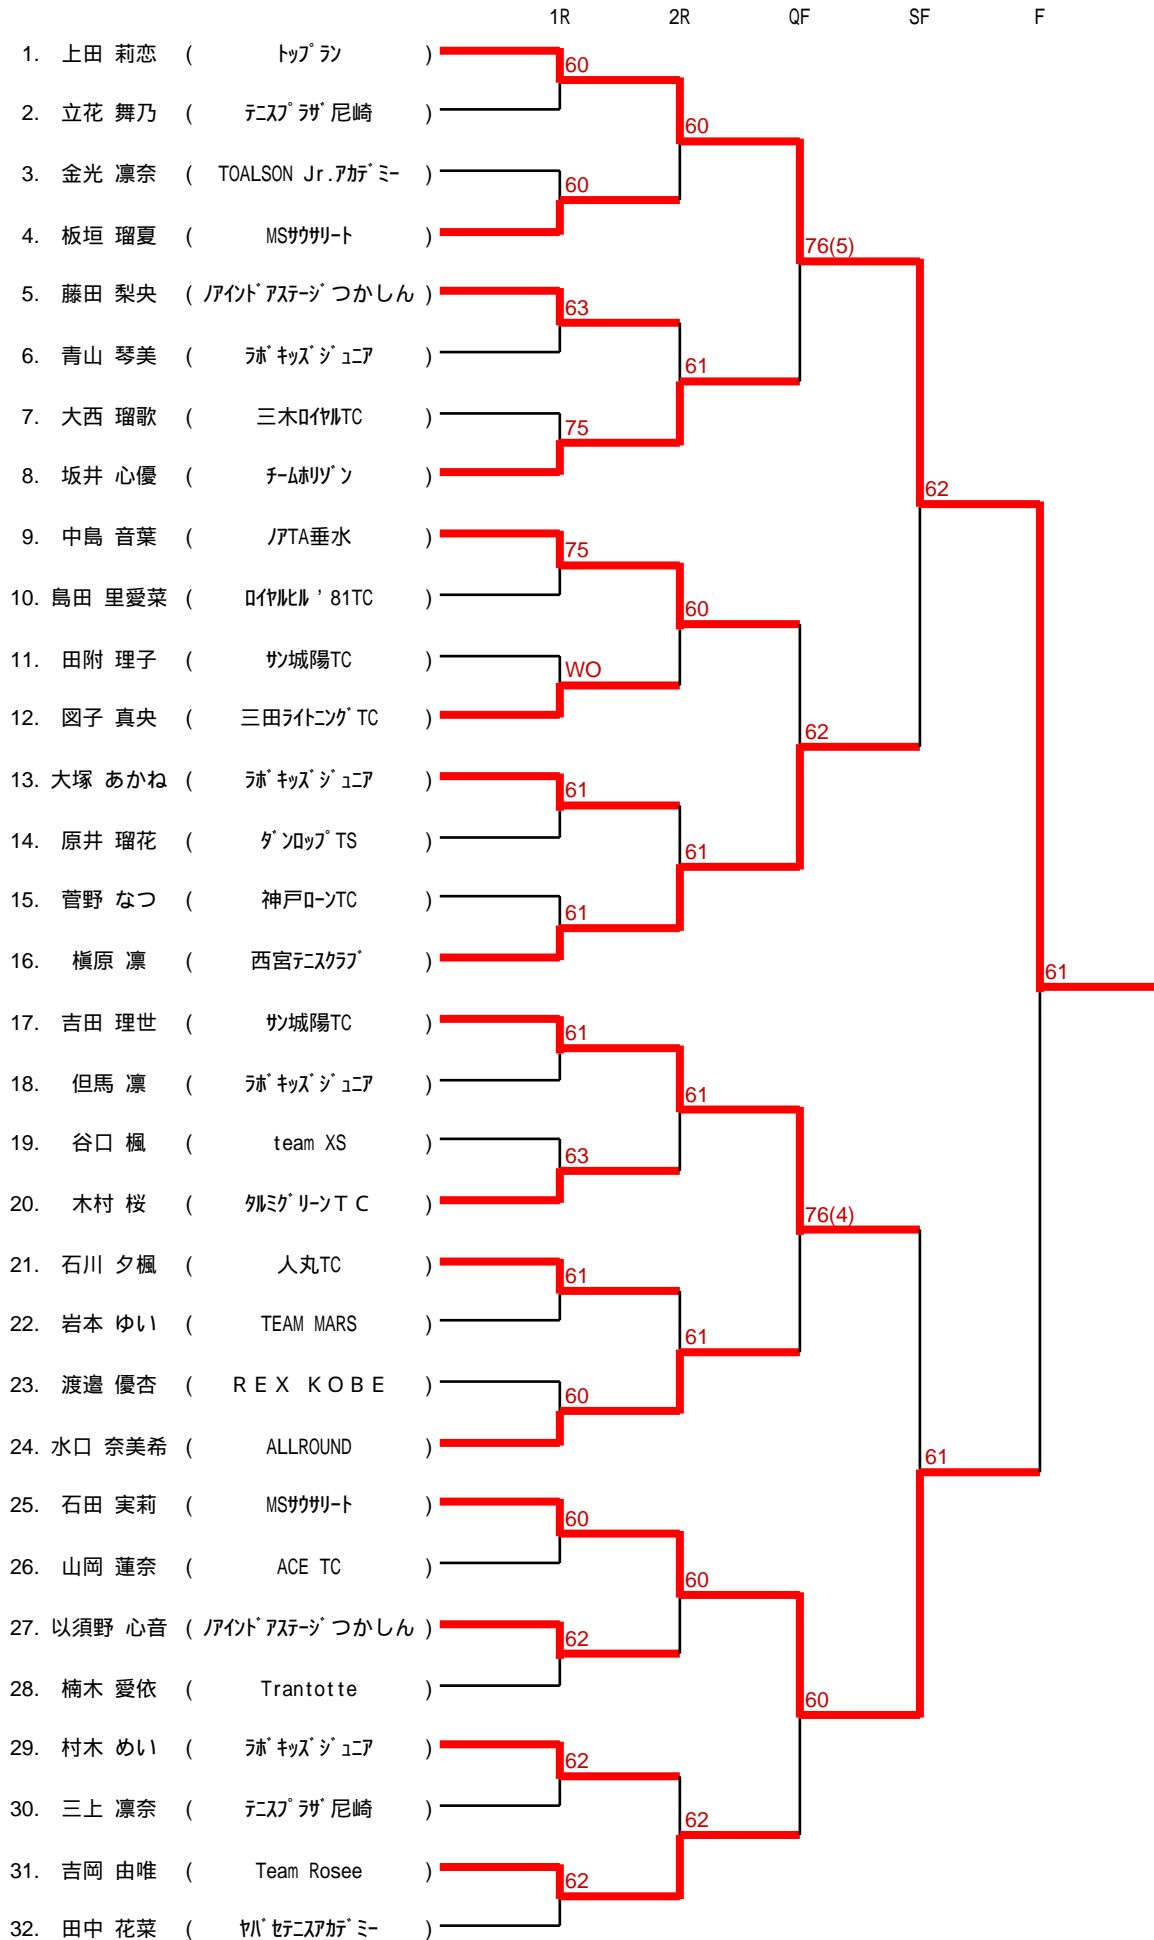 1R 2R QF SF F
1. 上田 莉恋 ( ﾄｯﾌﾟﾗﾝ )
60
2. 立花 舞乃 ( ﾃﾆｽﾌﾟﾗｻﾞ尼崎 )
60
3. 金光 凛奈 ( TOALSON Jr.ｱｶﾃﾞﾐｰ )
60
4. 板垣 瑠夏 ( MSｻｳｻﾘｰﾄ )
76(5)
5. 藤田 梨央 ( ﾉｱｲﾝﾄﾞｱｽﾃｰｼﾞつかしん )
63
6. 青山 琴美 ( ﾗﾎﾞｷｯｽﾞｼﾞｭﾆｱ )
61
7. 大西 瑠歌 ( 三木ﾛｲﾔﾙTC )
75
8. 坂井 心優 ( ﾁｰﾑﾎﾘｿﾞﾝ )
62
9. 中島 音葉 ( ﾉｱTA垂水 )
75
10. 島田 里愛菜 ( ﾛｲﾔﾙﾋﾙ'81TC )
60
11. 田附 理子 ( ｻﾝ城陽TC )
WO
12. 図子 真央 ( 三田ﾗｲﾄﾆﾝｸﾞTC )
62
13. 大塚 あかね ( ﾗﾎﾞｷｯｽﾞｼﾞｭﾆｱ )
61
14. 原井 瑠花 ( ﾀﾞﾝﾛｯﾌﾟTS )
61
15. 菅野 なつ ( 神戸ﾛｰﾝTC )
61
16. 槇原 凛 ( 西宮ﾃﾆｽｸﾗﾌﾞ )
61
17. 吉田 理世 ( ｻﾝ城陽TC )
61
18. 但馬 凛 ( ﾗﾎﾞｷｯｽﾞｼﾞｭﾆｱ )
61
19. 谷口 楓 ( team XS )
63
20. 木村 桜 ( ﾀﾙﾐｸﾞﾘｰﾝＴＣ )
76(4)
21. 石川 夕楓 ( 人丸TC )
61
22. 岩本 ゆい ( TEAM MARS )
61
23. 渡邉 優杏 ( ＲＥＸ ＫＯＢＥ )
60
24. 水口 奈美希 ( ALLROUND )
61
25. 石田 実莉 ( MSｻｳｻﾘｰﾄ )
60
26. 山岡 蓮奈 ( ACE TC )
60
27. 以須野 心音 ( ﾉｱｲﾝﾄﾞｱｽﾃｰｼﾞつかしん )
62
28. 楠木 愛依 ( Trantotte )
60
29. 村木 めい ( ﾗﾎﾞｷｯｽﾞｼﾞｭﾆｱ )
62
30. 三上 凛奈 ( ﾃﾆｽﾌﾟﾗｻﾞ尼崎 )
62
31. 吉岡 由唯 ( Team Rosee )
62
32. 田中 花菜 ( ﾔﾊﾞｾﾃﾆｽｱｶﾃﾞﾐｰ )